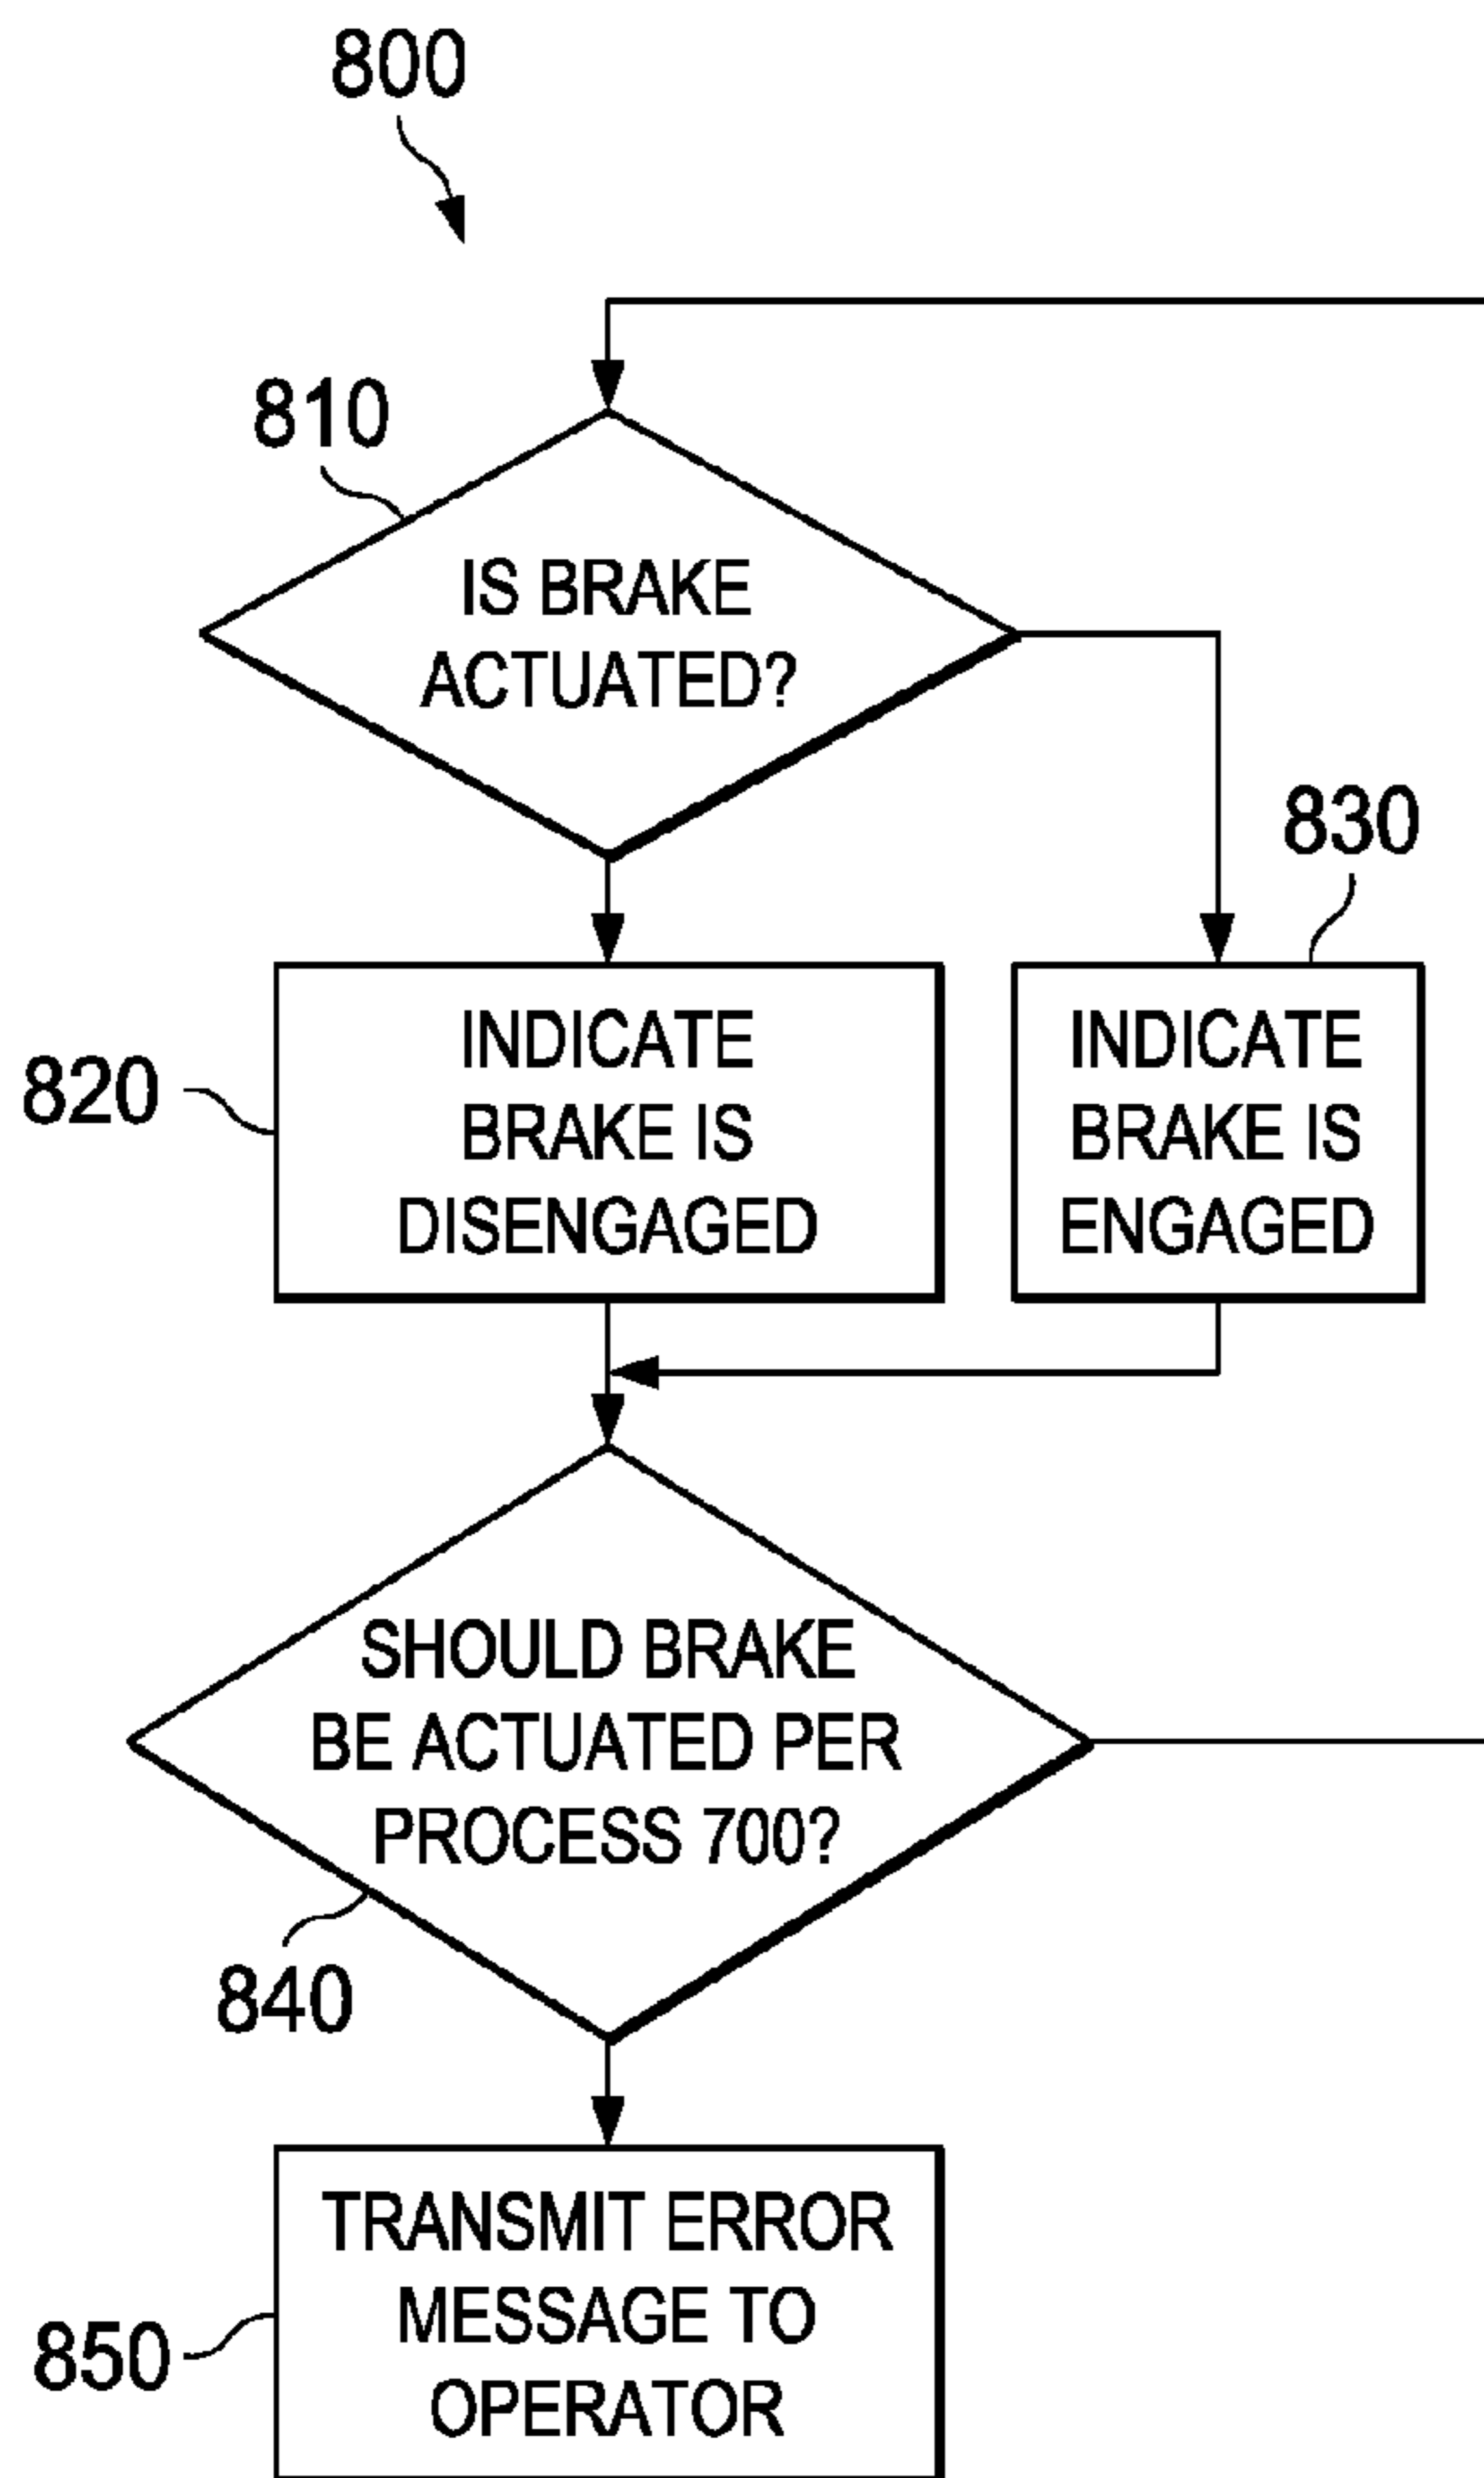 800
810
IS BRAKE
ACTUATED?
830
820
INDICATE
BRAKE IS
DISENGAGED
INDICATE
BRAKE IS
ENGAGED
SHOULD BRAKE
BE ACTUATED PER
PROCESS 700?
840
850
TRANSMIT ERROR
MESSAGE TO
OPERATOR